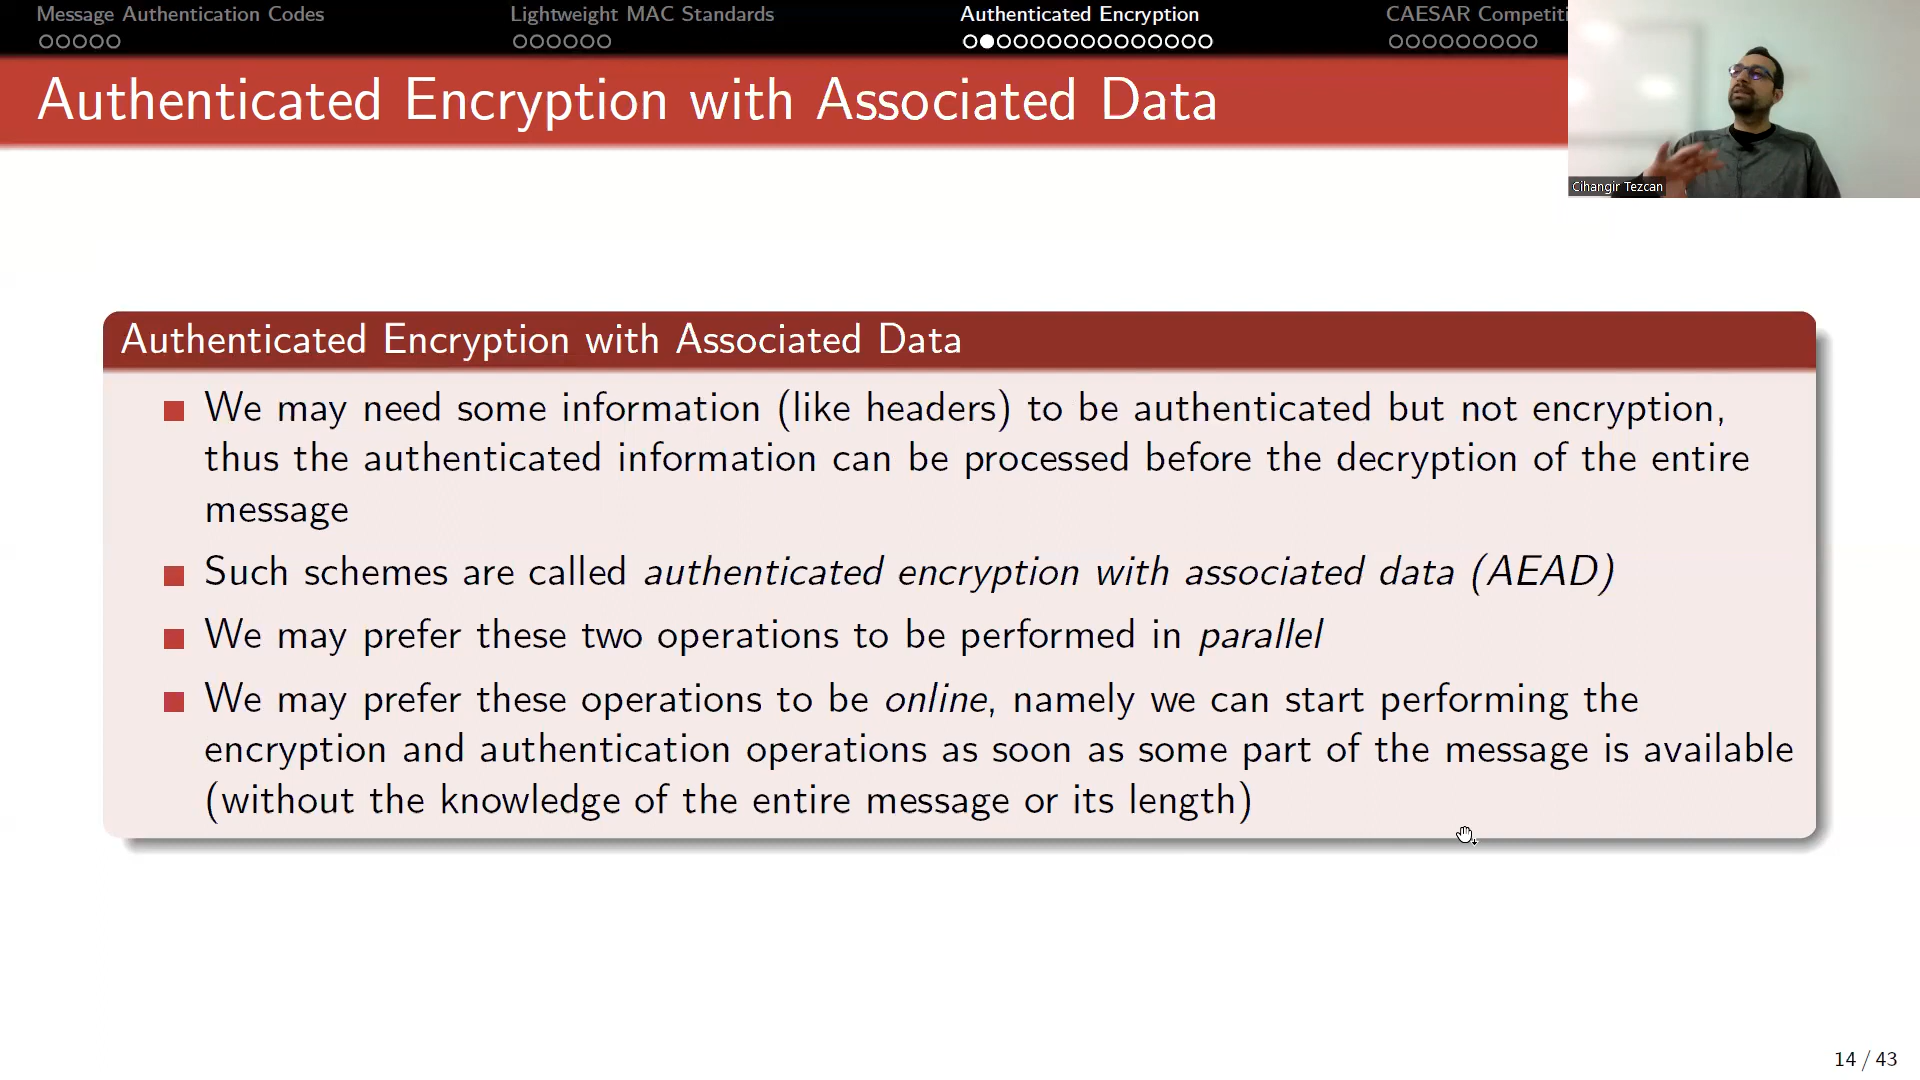 Message Authentication Codes
Lightweight MAC Standards
Authenticated Encryption
CAESAR Competiti
Authenticated Encryption with Associated Data
Cihangir Tezcan
Authenticated Encryption with Associated Data
We may need some information (like headers) to be authenticated but not encryption,
thus the authenticated information can be processed before the decryption of the entire
message
Such schemes are called authenticated encryption with associated data (AEAD)
We may prefer these two operations to be performed in parallel
We may prefer these operations to be online, namely we can start performing the
encryption and authentication operations as soon as some part of the message is available
(without the knowledge of the entire message or its length)
14 / 43